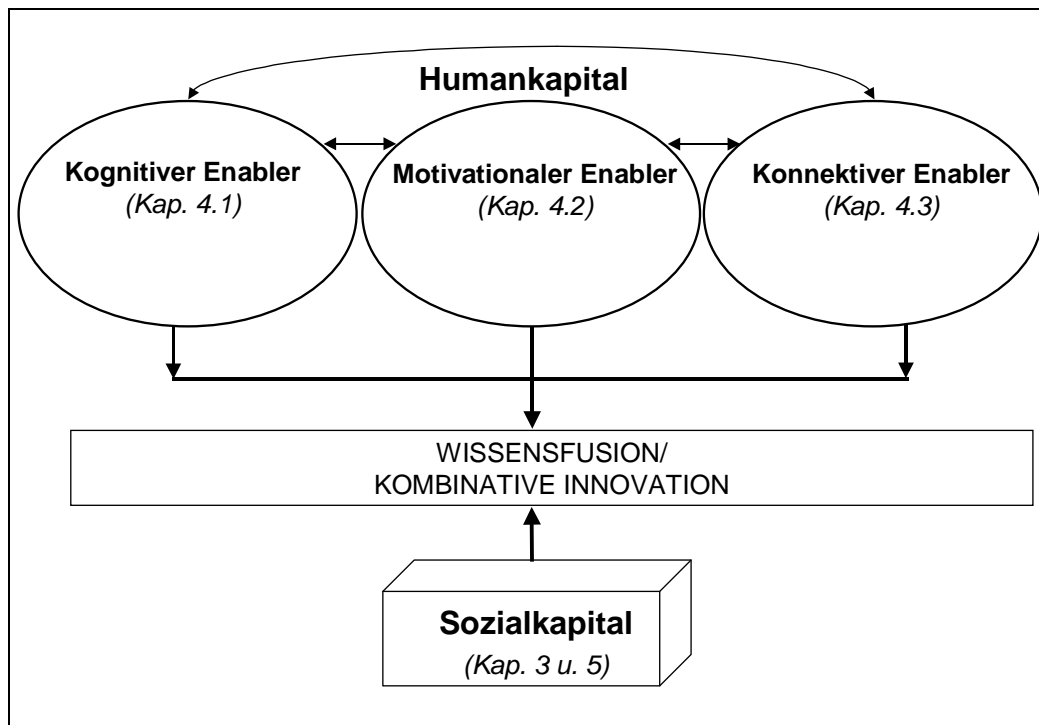 Humankapital
Kognitiver Enabler
(Kap. 4.1)
Motivationaler Enabler
(Kap. 4.2)
Konnektiver Enabler
(Kap. 4.3)
WISSENSFUSION/
KOMBINATIVE INNOVATION
Sozialkapital
(Kap. 3 u. 5)